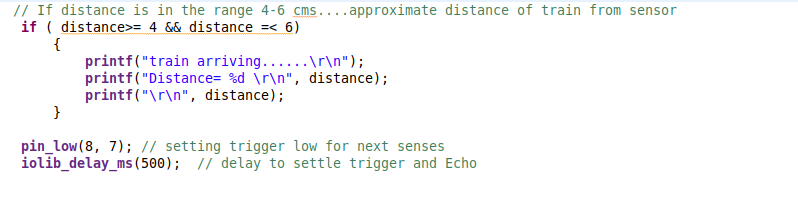 // If distance is in the range 4-6 cms....approximate distance of train from sensor
if ( distance>= 4 && distance =< 6)
{
printf("train arriving......\r\n");
printf("Distance= %d \r\n", distance);
printf("\r\n", distance);
}
pin_low(8, 7); // setting trigger low for next senses
iolib_delay_ms(500);  // delay to settle trigger and Echo